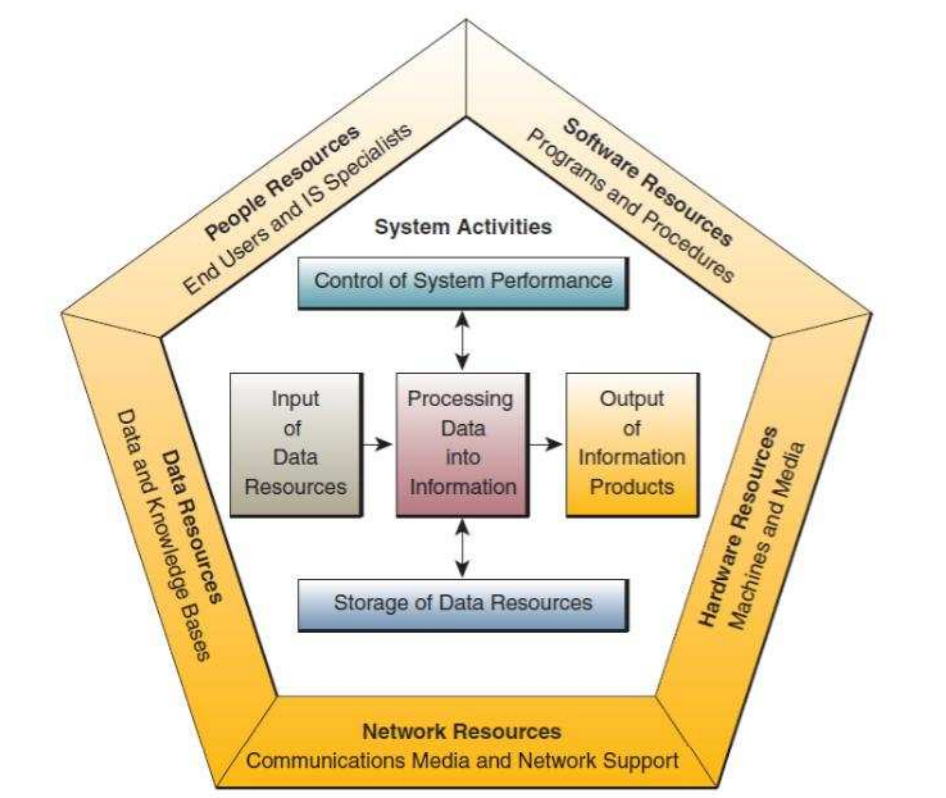 People Resources
End Users and IS Specialists
Software Resources
Programs and Procedures
System Activities
Control of System Performance
Input
of
Data
Resources
Processing
Data
into
Information
Output
of
Information
Products
Storage of Data Resources
Data Resources
Data and Knowledge Bases
Hardware Resources
Machines and Media
Network Resources
Communications Media and Network Support